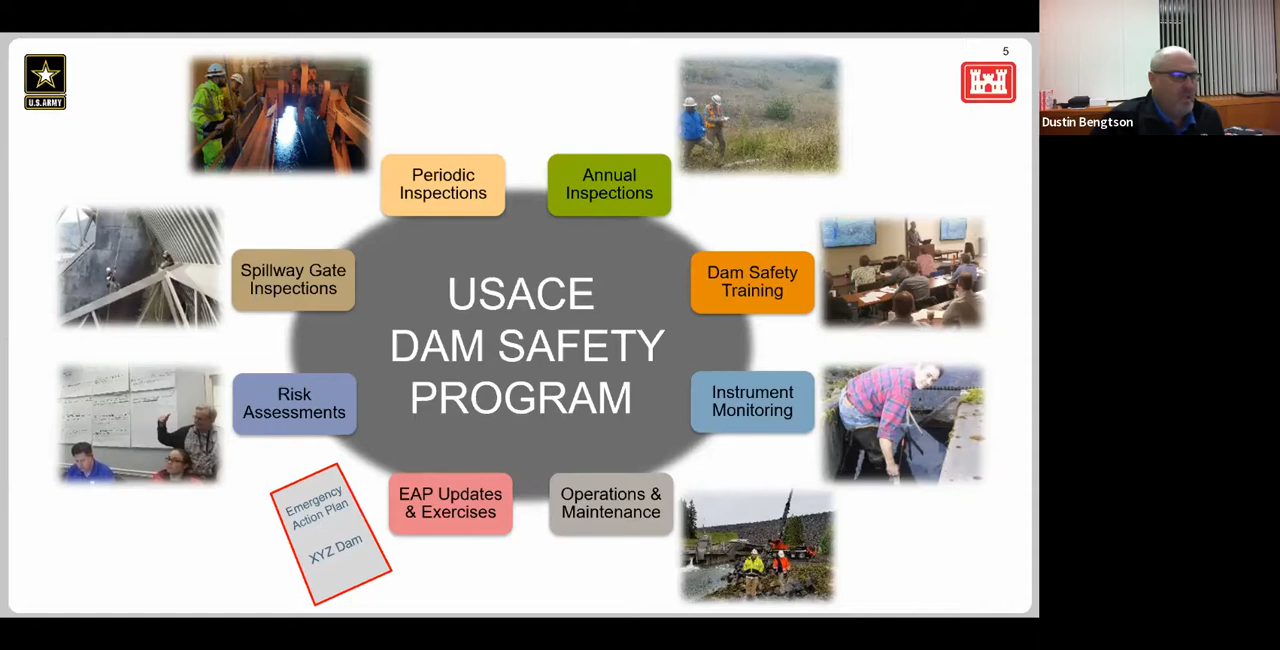 5
U.S.ARMY
Dustin Bengtson
Periodic
Inspections
Annual
Inspections
Spillway Gate
Inspections
Dam Safety
Training
USACE
DAM SAFETY
PROGRAM
Risk
Assessments
Instrument
Monitoring
EAP Updates
& Exercises
Operations &
Maintenance
Emergency
Action Plan
XYZ Dam